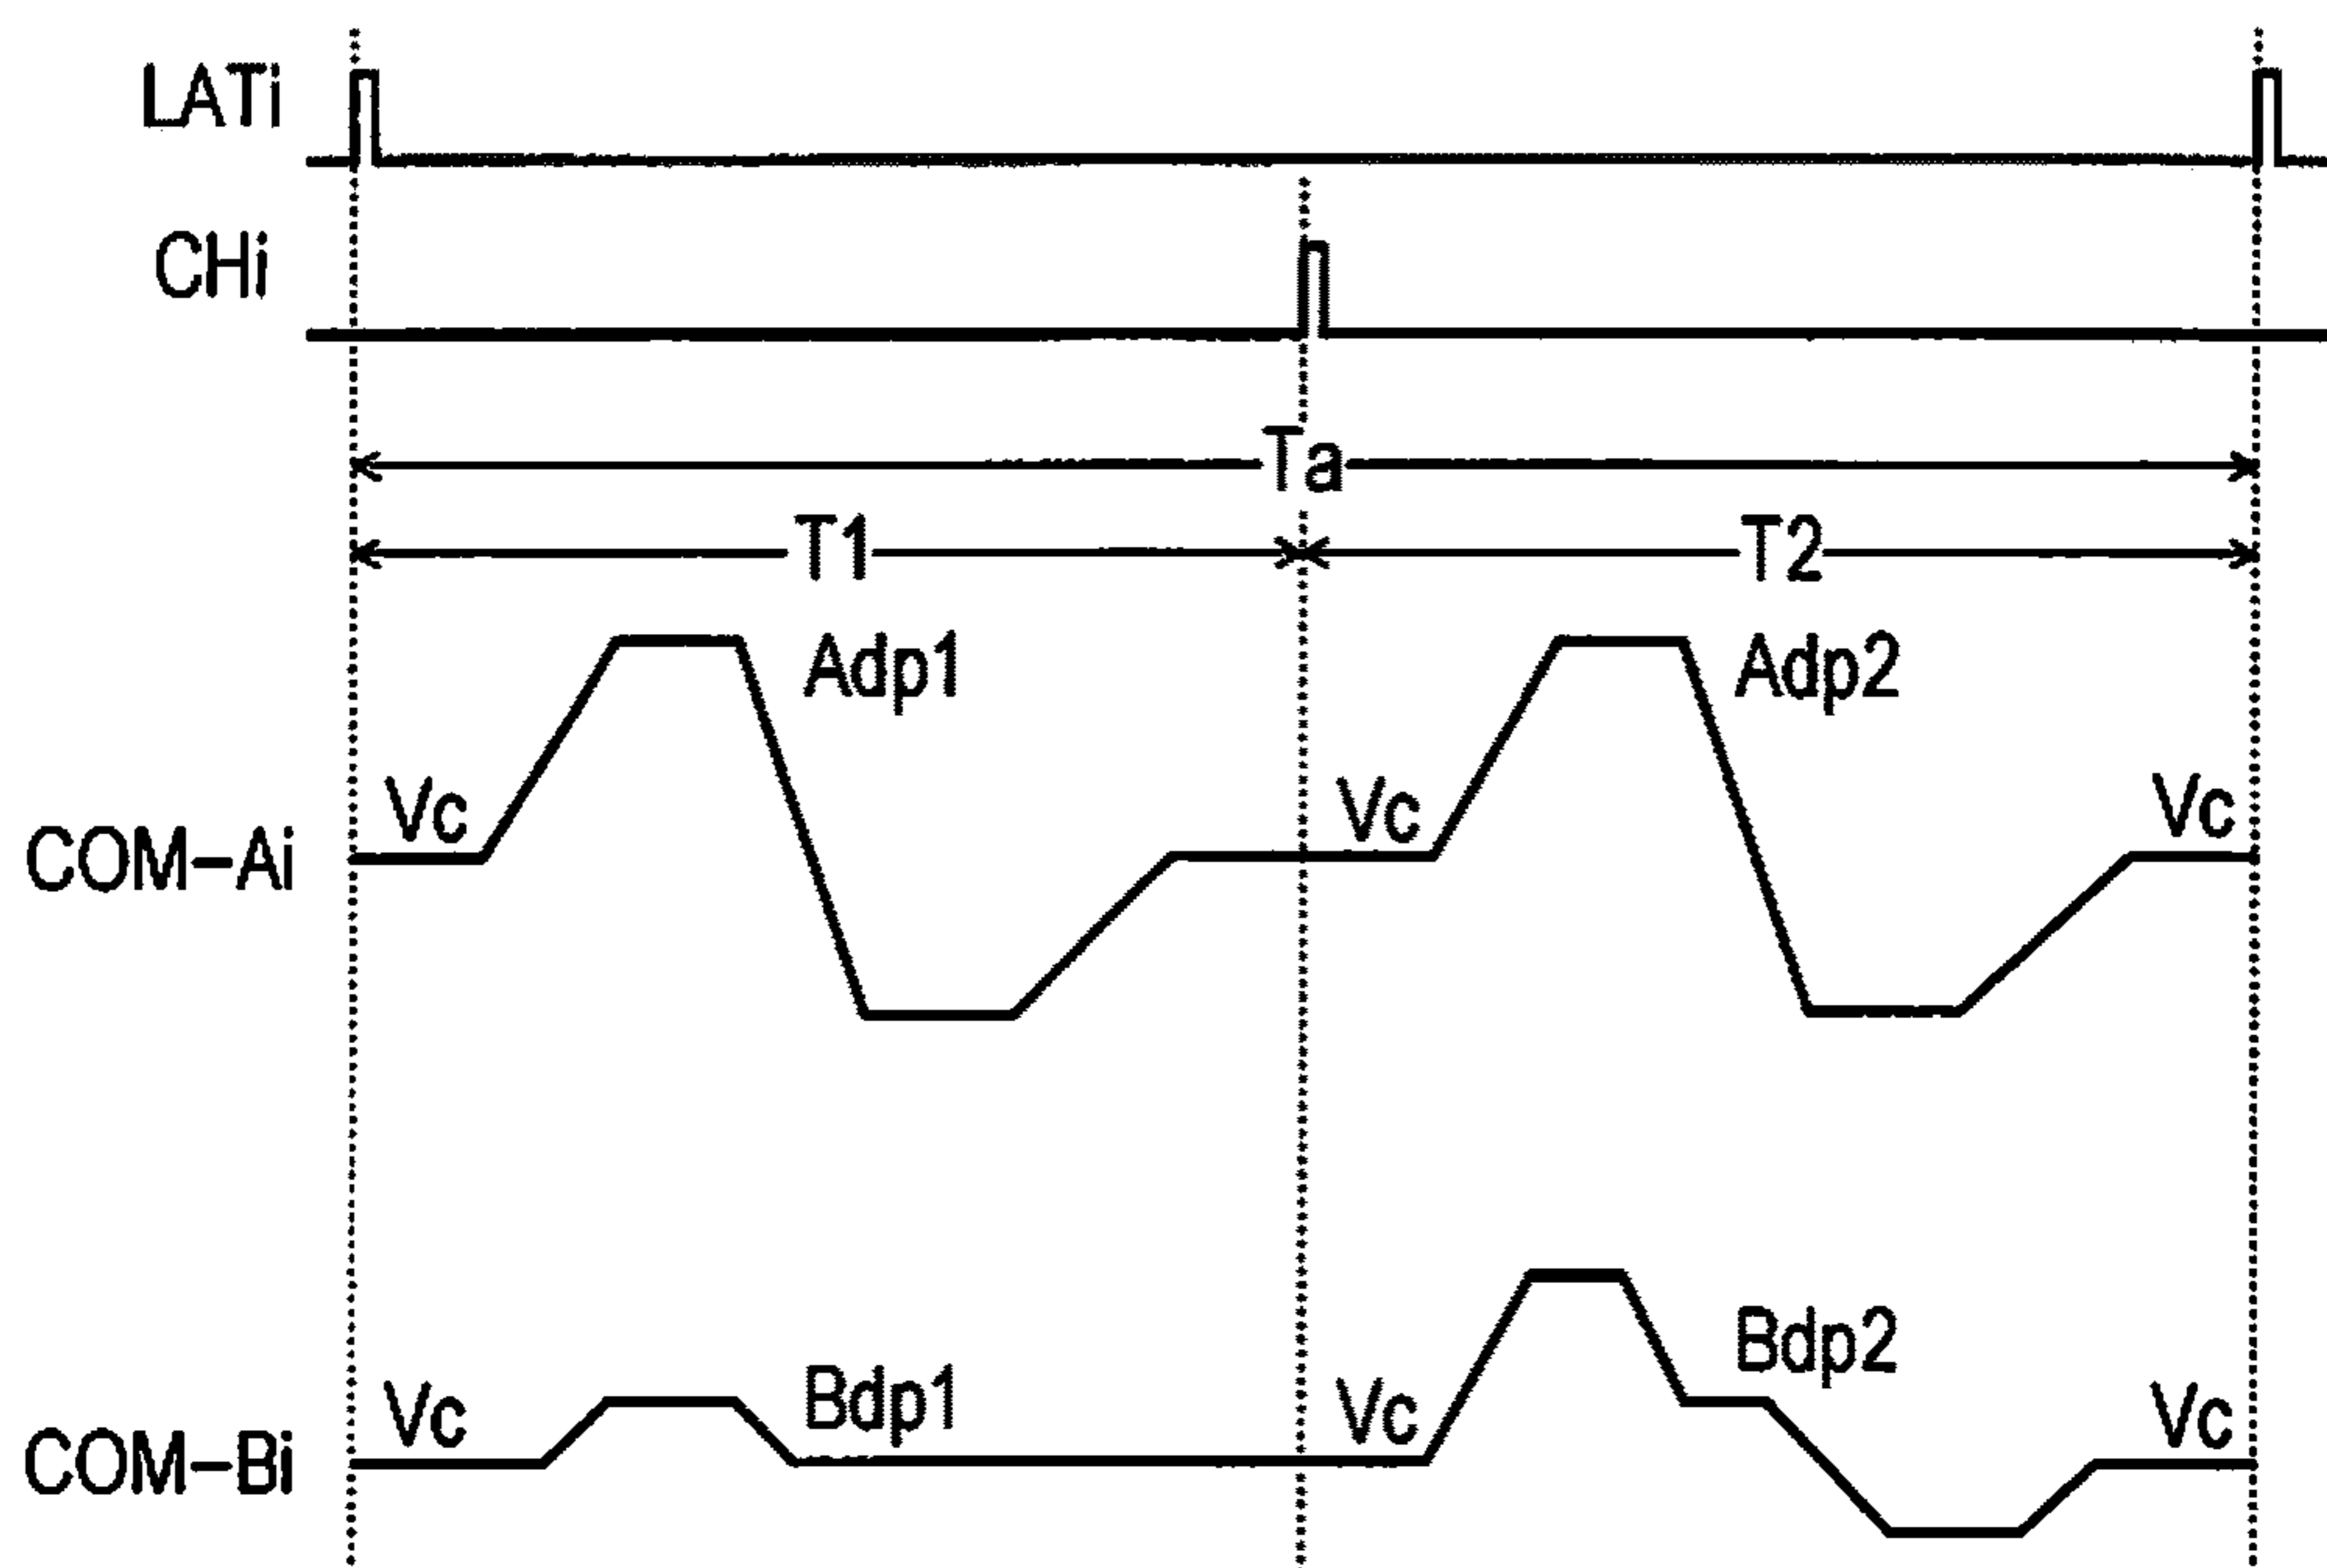 LATi
CHi
Ta
T1
T2
Adp1
Adp2
Vc
Vc
Vc
COM-Ai
Bdp1
Bdp2
Vc
Vc
Vc
COM-Bi